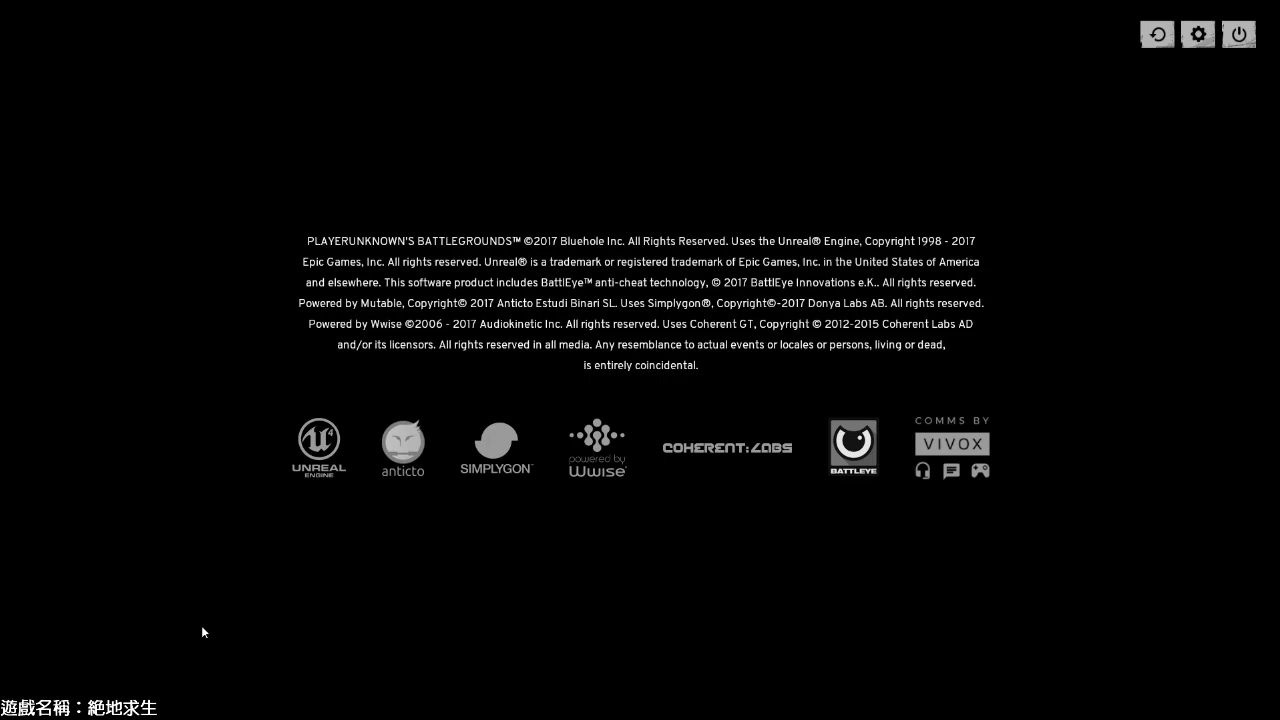 PLAYERUNKNOWN'S BATTLEGROUNDS™ ©2017 Bluehole Inc. All Rights Reserved. Uses the Unreal® Engine, Copyright 1998 - 2017
Epic Games, Inc. All rights reserved. Unreal® is a trademark or registered trademark of Epic Games, Inc. in the United States of America
and elsewhere. This software product includes BattlEye™ anti-cheat technology, © 2017 BattlEye Innovations e.K.. All rights reserved.
Powered by Mutable, Copyright© 2017 Anticto Estudi Binari SL. Uses Simplygon®, Copyright©-2017 Donya Labs AB. All rights reserved.
Powered by Wwise ©2006 - 2017 Audiokinetic Inc. All rights reserved. Uses Coherent GT, Copyright © 2012-2015 Coherent Labs AD
and/or its licensors. All rights reserved in all media. Any resemblance to actual events or locales or persons, living or dead,
is entirely coincidental.
4
UNREAL
ENGINE
anticto
SIMPLYGON™
powered by
Wwise™
COHERENT:LABS
BATTLEYE
COMMS BY
VIVOX
遊戲名稱：絕地求生